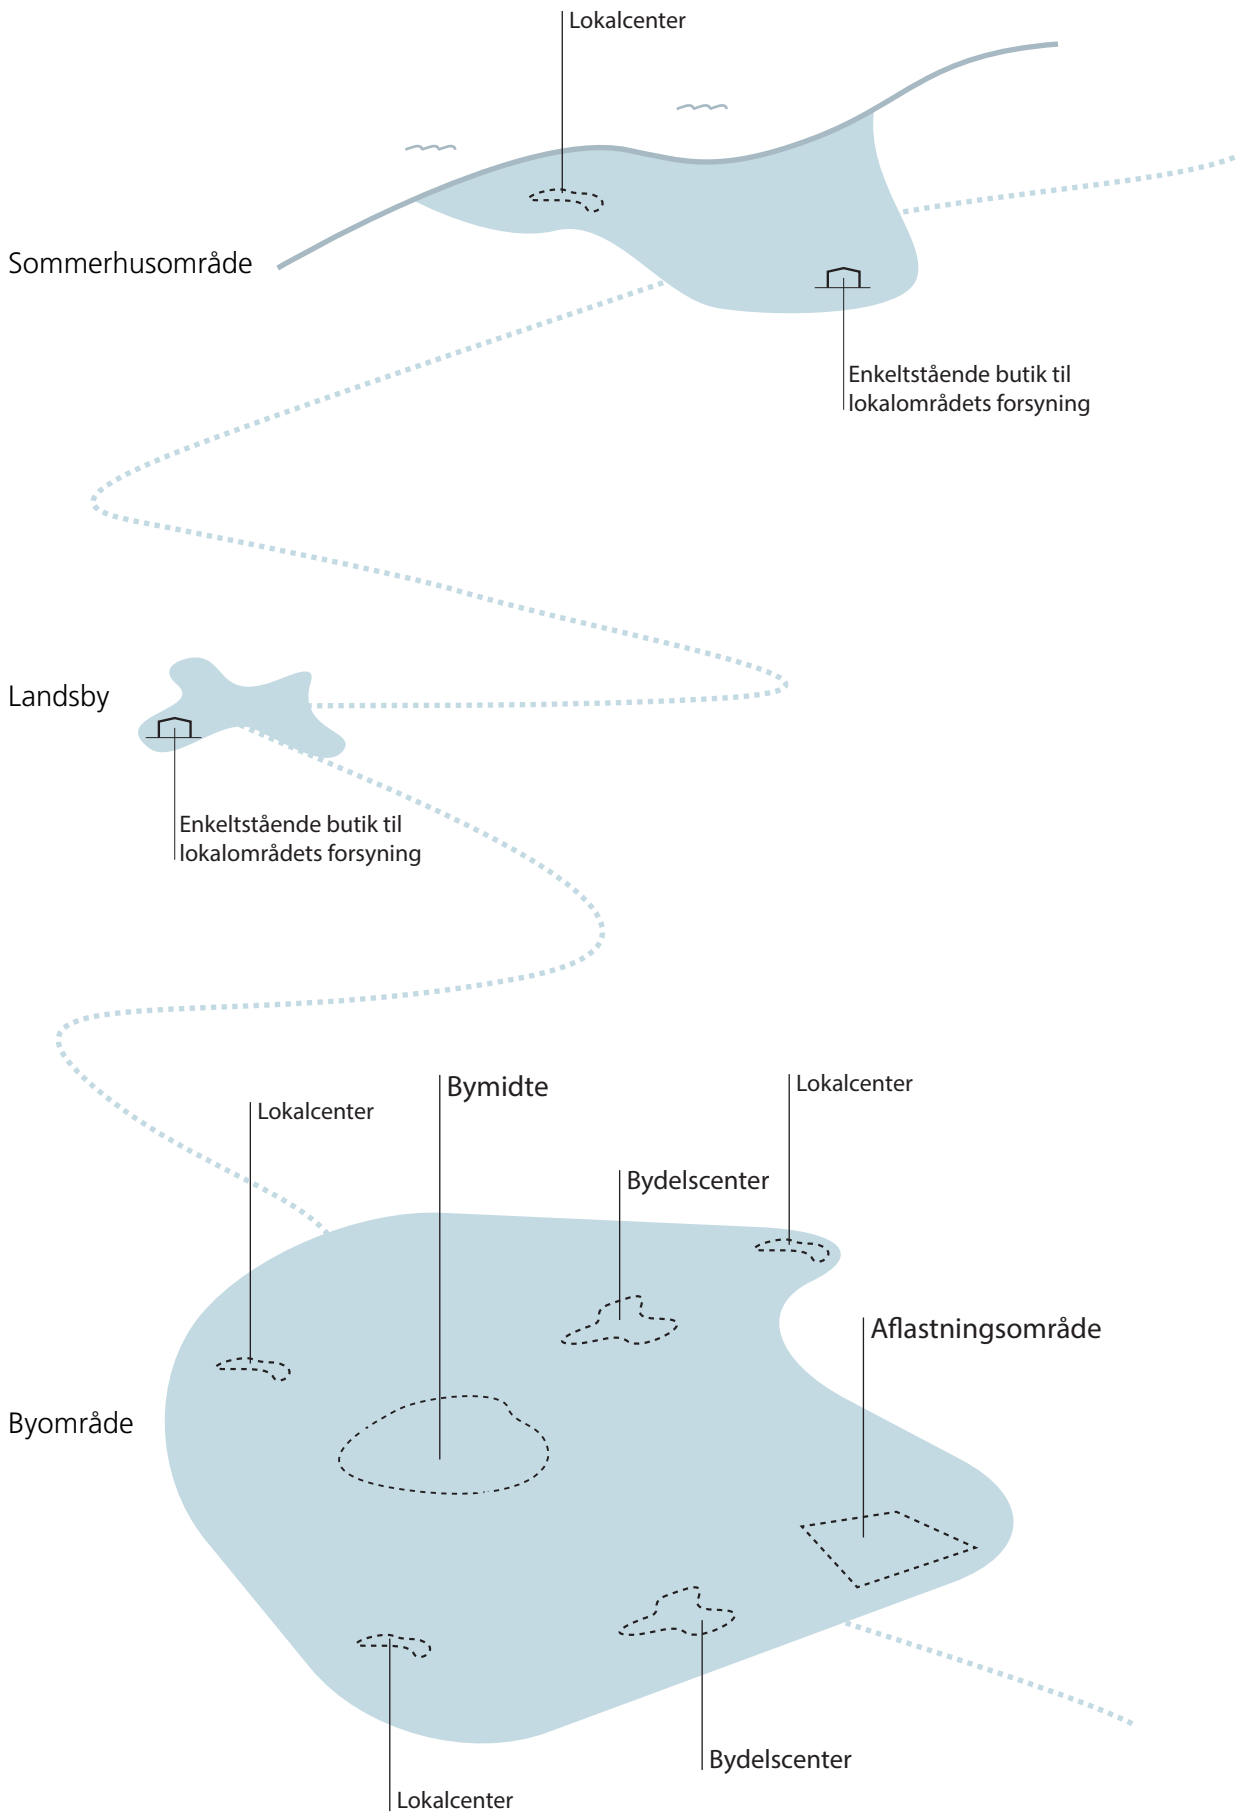 Lokalcenter
Sommerhusområde
Enkeltstående butik til
lokalområdets forsyning
Landsby
Enkeltstående butik til
lokalområdets forsyning
Bymidte
Lokalcenter
Lokalcenter
Bydelscenter
Aflastningsområde
Byområde
Bydelscenter
Lokalcenter